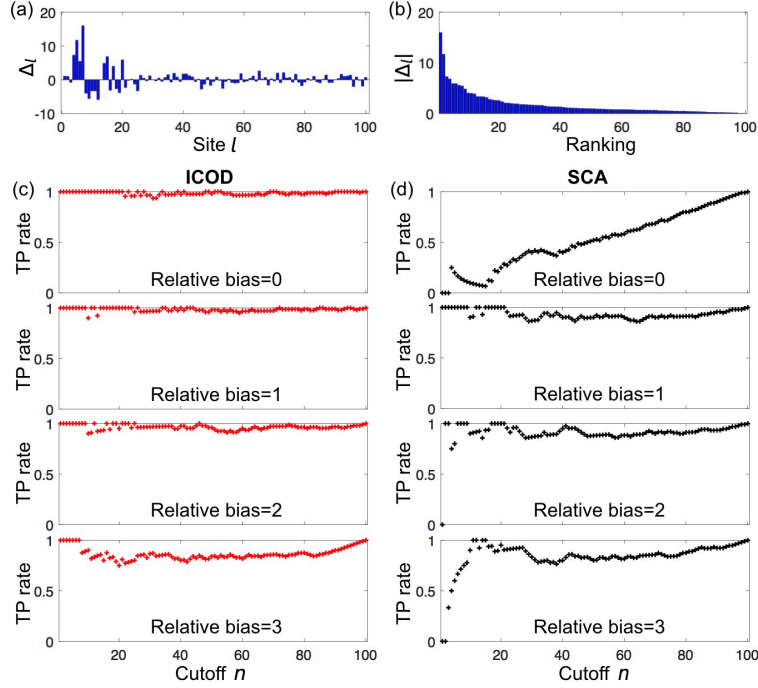 (a)
20
10
0
-10
Δl
0 20 40 60 80 100
Site l
(b)
20
10
0
|Δl|
20 40 60 80 100
Ranking
(c)
ICOD
1
0.5
0
TP rate
Relative bias=0
1
0.5
0
TP rate
Relative bias=1
1
0.5
0
TP rate
Relative bias=2
1
0.5
0
TP rate
Relative bias=3
20 40 60 80 100
Cutoff n
(d)
SCA
1
0.5
0
TP rate
Relative bias=0
1
0.5
0
TP rate
Relative bias=1
1
0.5
0
TP rate
Relative bias=2
1
0.5
0
TP rate
Relative bias=3
20 40 60 80 100
Cutoff n